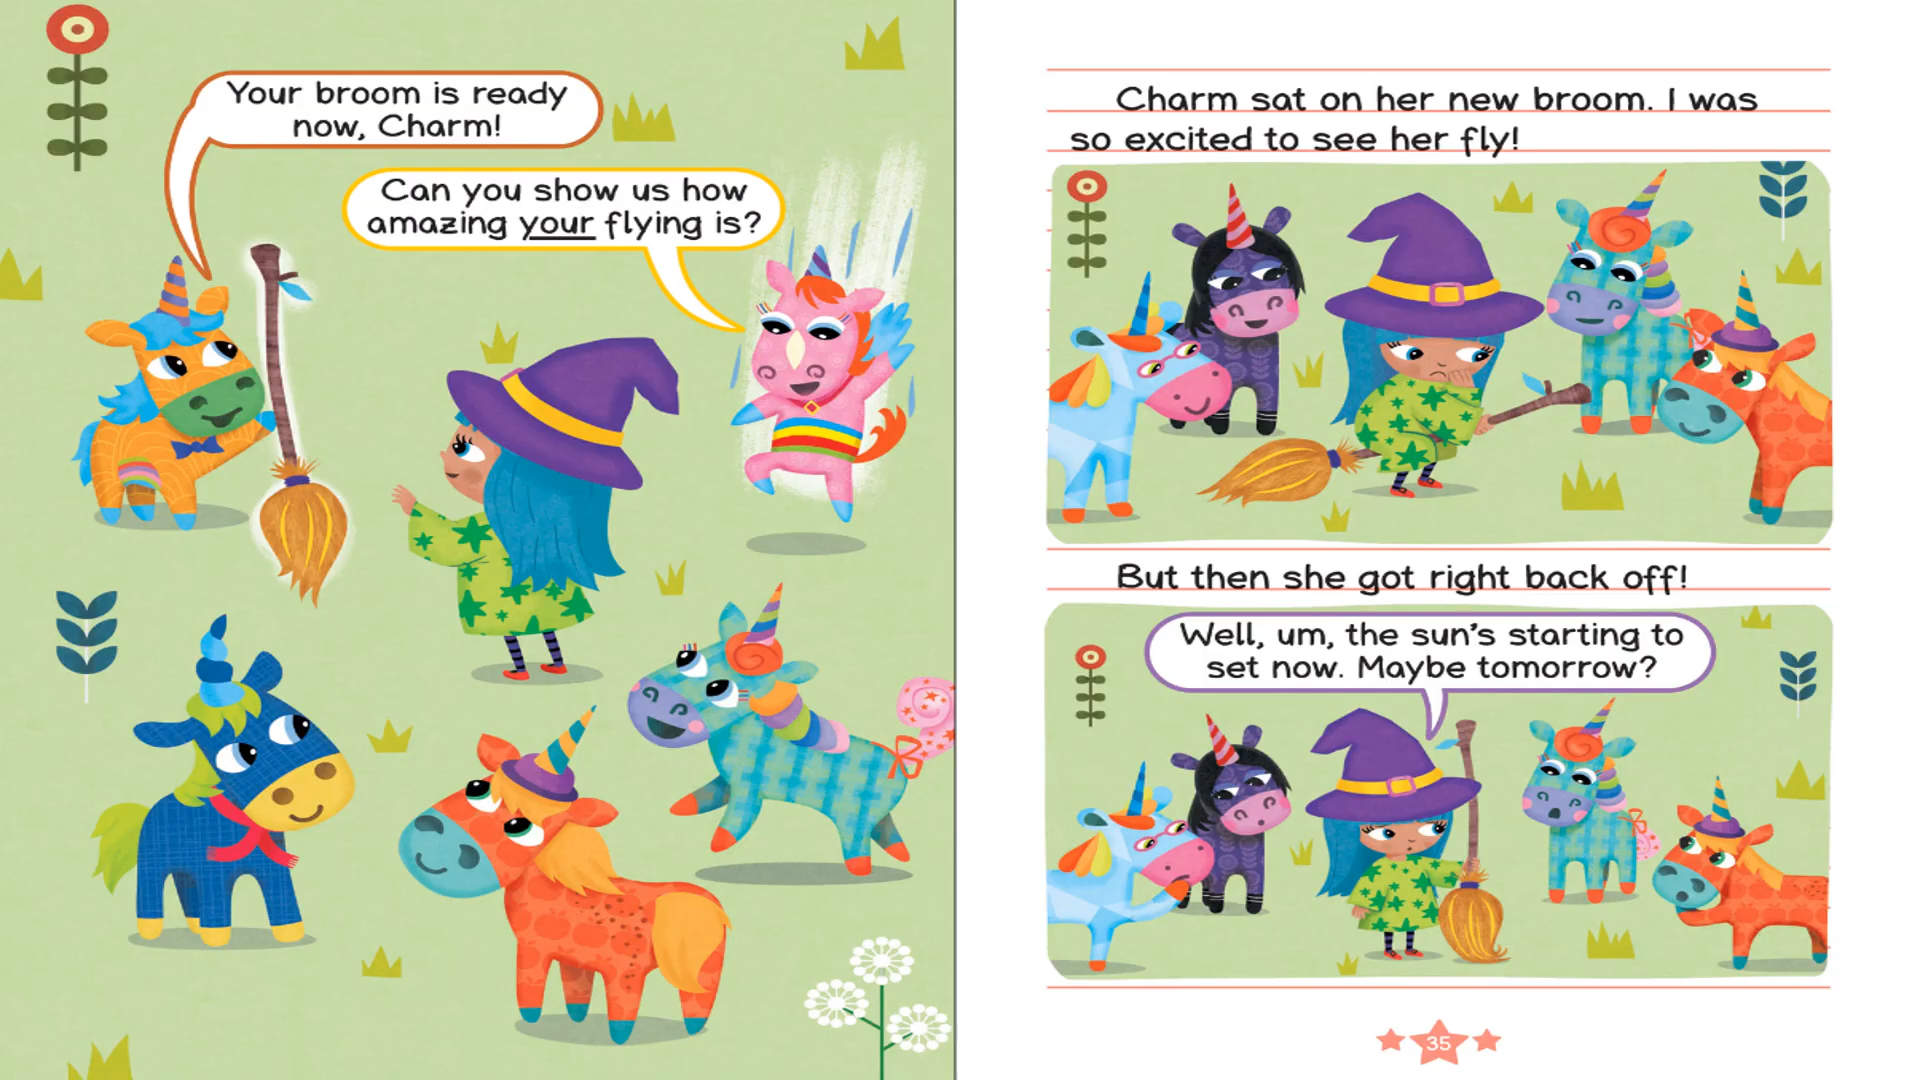 Your broom is ready
now, Charm!
Can you show us how
amazing your flying is?
Charm sat on her new broom. I was
so excited to see her fly!
But then she got right back off!
Well, um, the sun's starting to
set now. Maybe tomorrow?
35